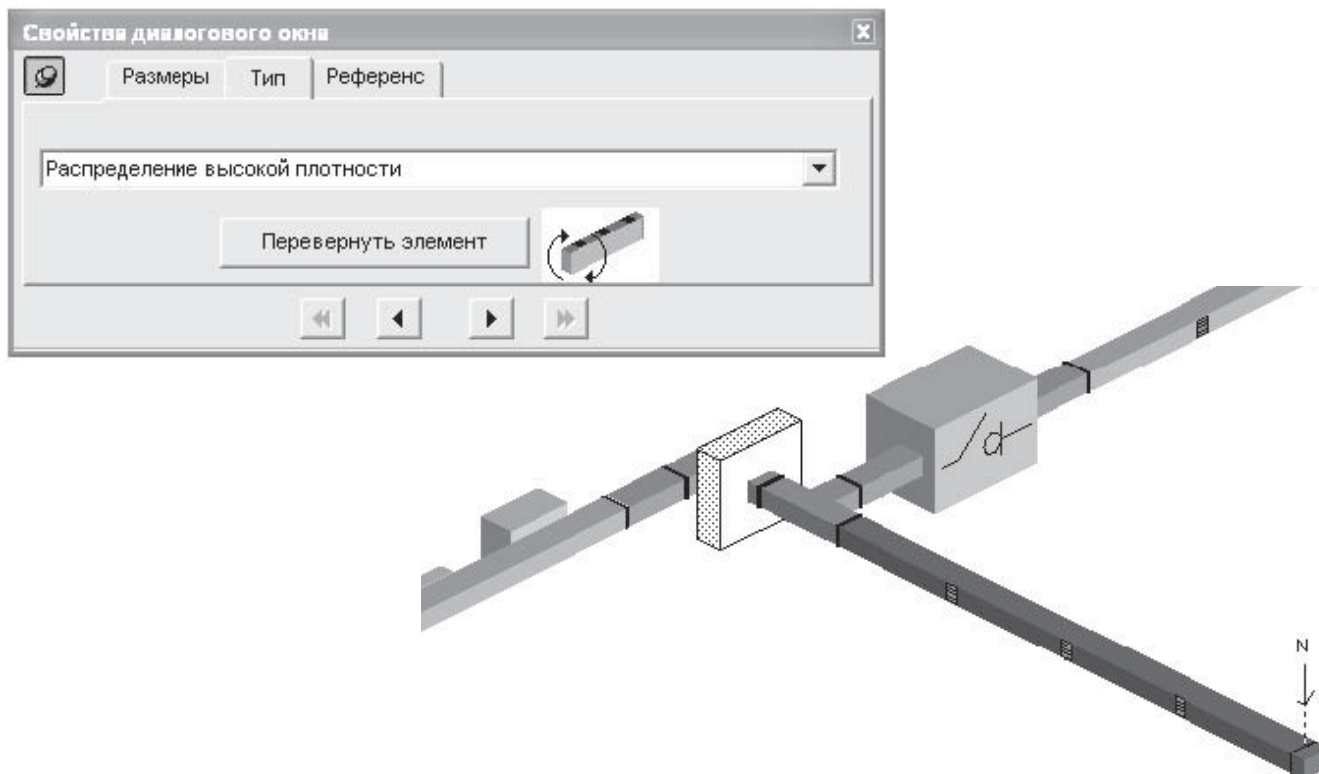 Свойства диалогового окна
Размеры Тип Референс
Распределение высокой плотности
Перевернуть элемент
d
N